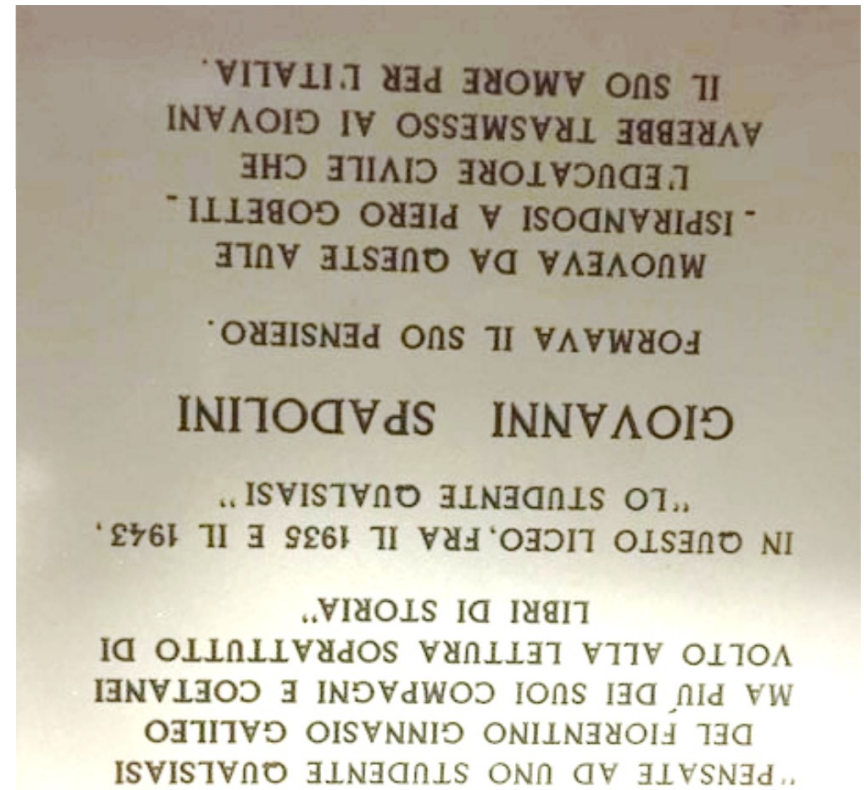 "PENSATE AD UNO STUDENTE QUALSIASI
DEL FIORENTINO GINNASIO GALILEO
MA PIÚ DEI SUOI COMPAGNI E COETANEI
VOLTO ALLA LETTURA SOPRATTUTTO DI
LIBRI DI STORIA"
IN QUESTO LICEO, FRA IL 1935 E IL 1943,
"LO STUDENTE QUALSIASI"
GIOVANNI SPADOLINI
FORMAVA IL SUO PENSIERO.
MUOVEVA DA QUESTE AULE
- ISPIRANDOSI A PIERO GOBETTI -
L'EDUCATORE CIVILE CHE
AVREBBE TRASMESSO AI GIOVANI
IL SUO AMORE PER L'ITALIA.